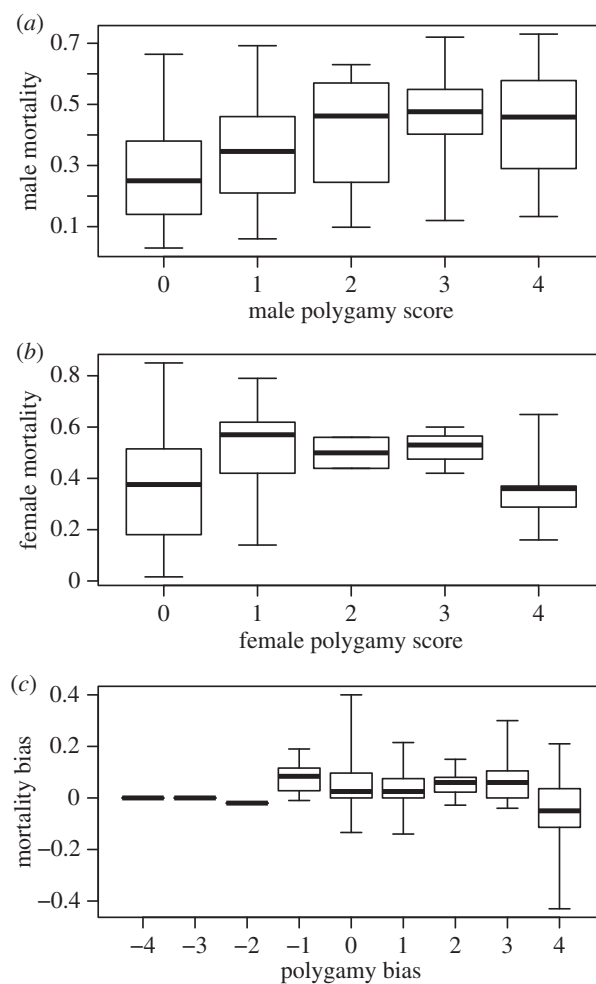 (a)
0.7
0.5
0.3
0.1
male mortality
0 1 2 3 4
male polygamy score
(b)
0.8
0.6
0.4
0.2
0
female mortality
0 1 2 3 4
female polygamy score
(c)
0.4
0.2
0
−0.2
−0.4
mortality bias
−4 −3 −2 −1 0 1 2 3 4
polygamy bias